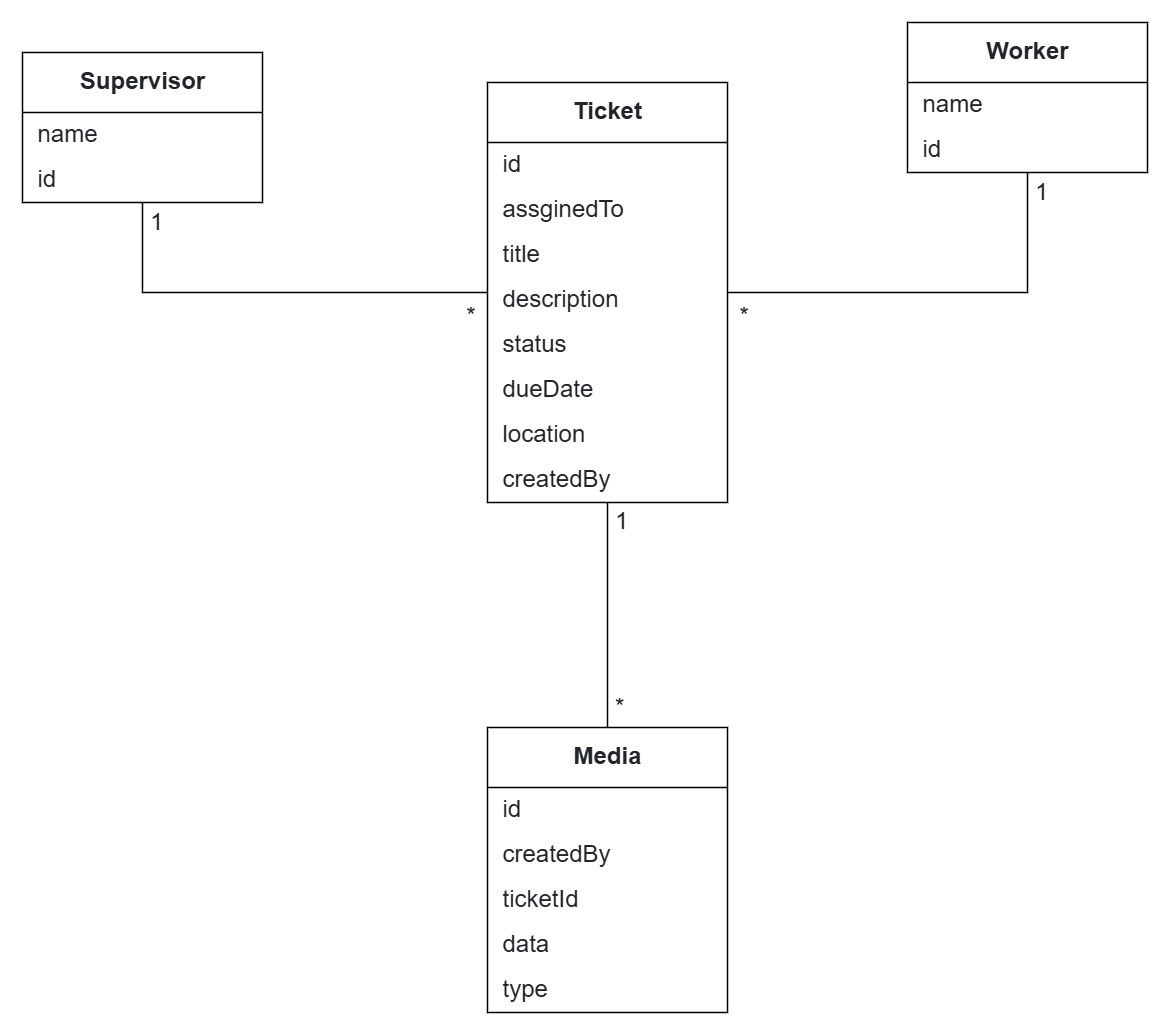 Supervisor
name
id
1
*
Ticket
id
assginedTo
title
description
status
dueDate
location
createdBy
1
*
Worker
name
id
1
*
Media
id
createdBy
ticketId
data
type